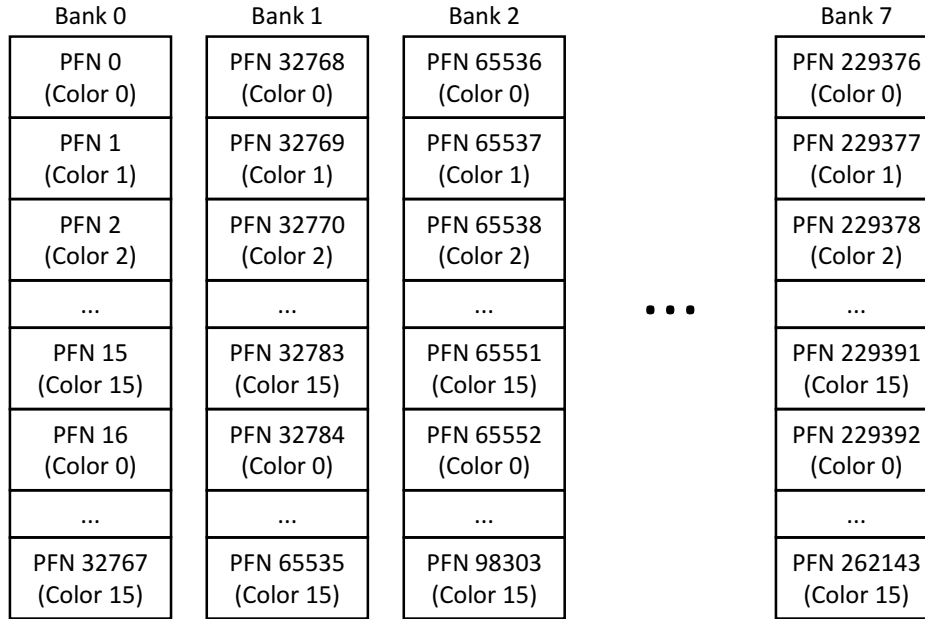 Bank 0
PFN 0
(Color 0)
PFN 1
(Color 1)
PFN 2
(Color 2)
...
PFN 15
(Color 15)
PFN 16
(Color 0)
...
PFN 32767
(Color 15)
Bank 1
PFN 32768
(Color 0)
PFN 32769
(Color 1)
PFN 32770
(Color 2)
...
PFN 32783
(Color 15)
PFN 32784
(Color 0)
...
PFN 65535
(Color 15)
Bank 2
PFN 65536
(Color 0)
PFN 65537
(Color 1)
PFN 65538
(Color 2)
...
PFN 65551
(Color 15)
PFN 65552
(Color 0)
...
PFN 98303
(Color 15)
...
Bank 7
PFN 229376
(Color 0)
PFN 229377
(Color 1)
PFN 229378
(Color 2)
...
PFN 229391
(Color 15)
PFN 229392
(Color 0)
...
PFN 262143
(Color 15)